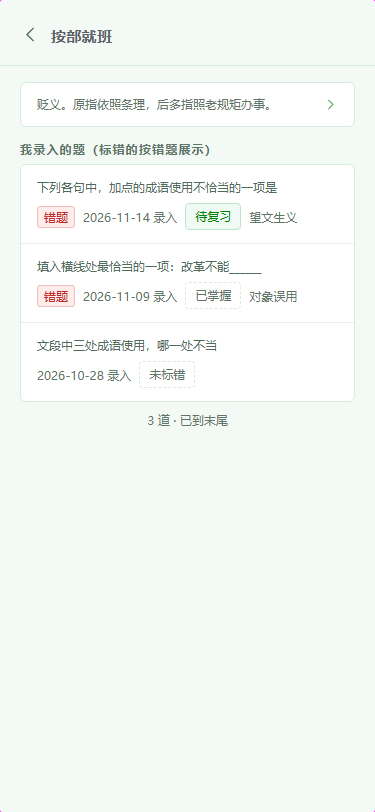 按部就班
贬义。原指依照条理，后多指照老规矩办事。
我录入的题（标错的按错题展示）
下列各句中，加点的成语使用不恰当的一项是
错题 2026-11-14 录入 待复习 望文生义
填入横线处最恰当的一项：改革不能______
错题 2026-11-09 录入 已掌握 对象误用
文段中三处成语使用，哪一处不当
2026-10-28 录入 未标错
3 道 · 已到末尾